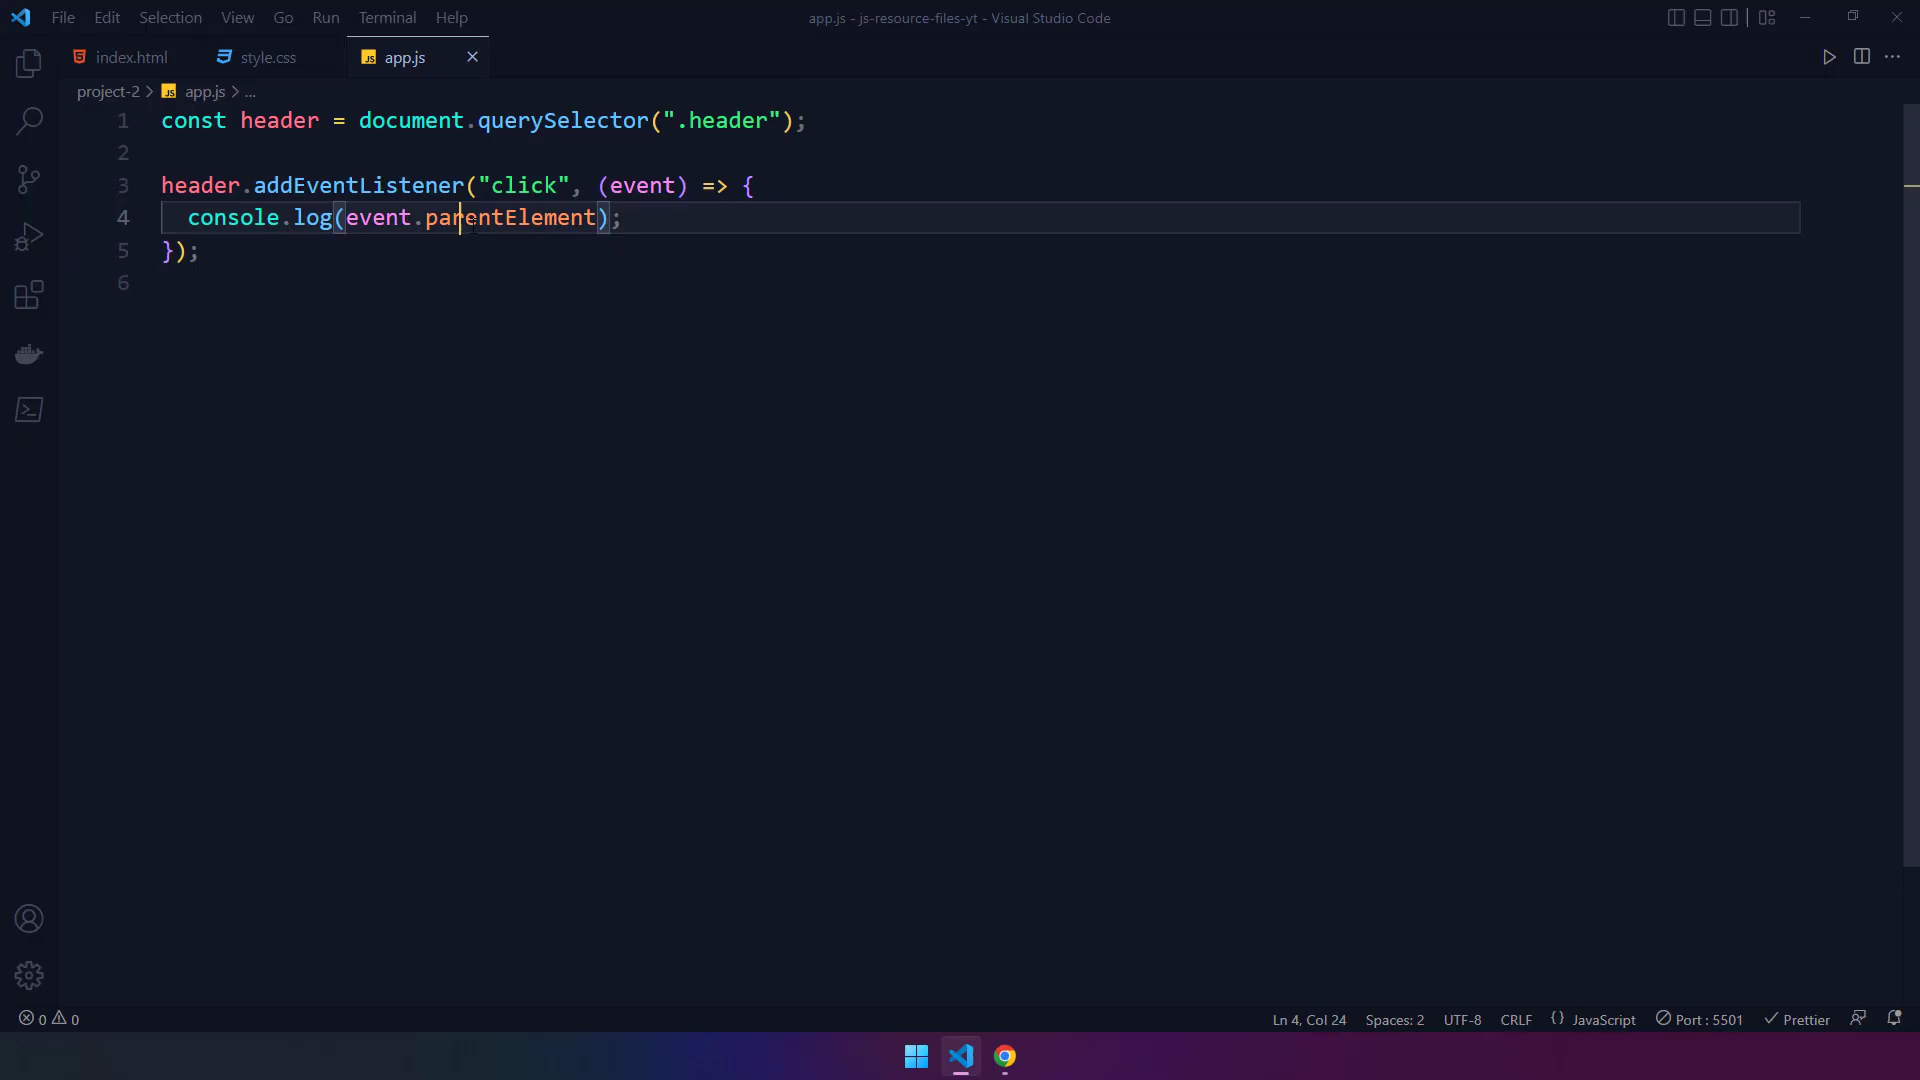 File Edit Selection View Go Run Terminal Help
app.js - js-resource-files-yt - Visual Studio Code
index.html style.css JS app.js
project-2 > JS app.js > ...
1 const header = document.querySelector(".header");
2
3 header.addEventListener("click", (event) => {
4 console.log(event.parentElement);
5 });
6
0 0 Ln 4, Col 24 Spaces: 2 UTF-8 CRLF {} JavaScript Port : 5501 Prettier